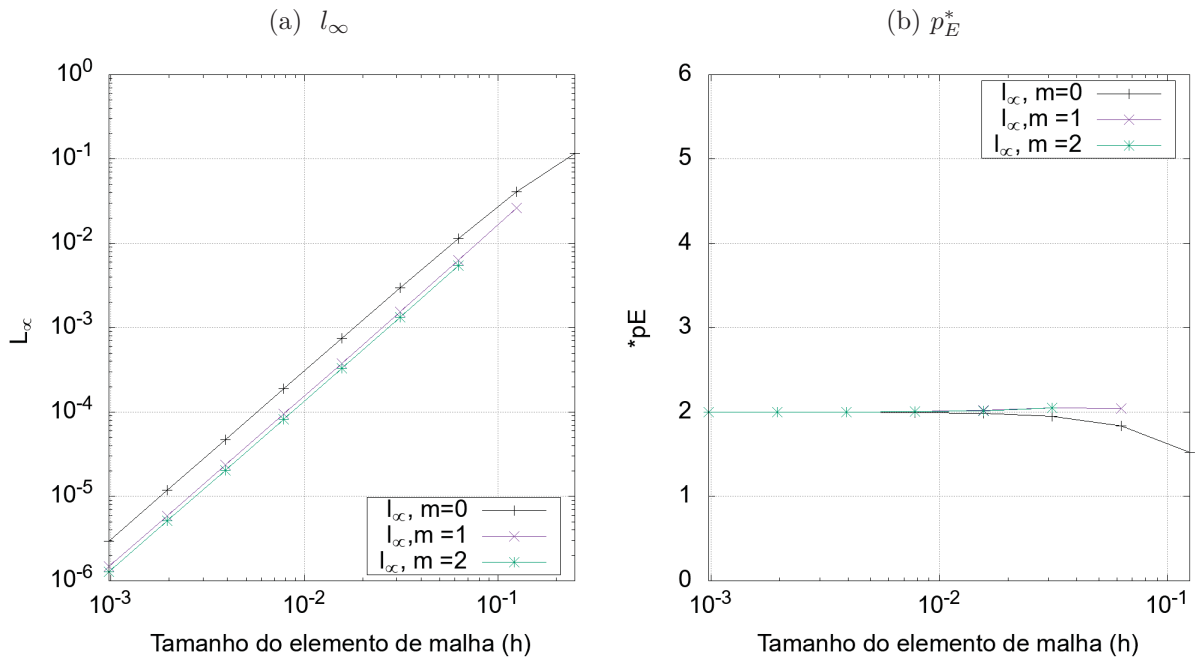 (a) l∞
10⁰
10⁻¹
10⁻²
10⁻³
10⁻⁴
10⁻⁵
10⁻⁶
L∝
l∞, m=0
l∞,m =1
l∞, m =2
10⁻³ 10⁻² 10⁻¹
Tamanho do elemento de malha (h)
(b) p*E
6
5
4
3
2
1
0
*pE
l∞, m=0
l∞,m =1
l∞, m =2
10⁻³ 10⁻² 10⁻¹
Tamanho do elemento de malha (h)